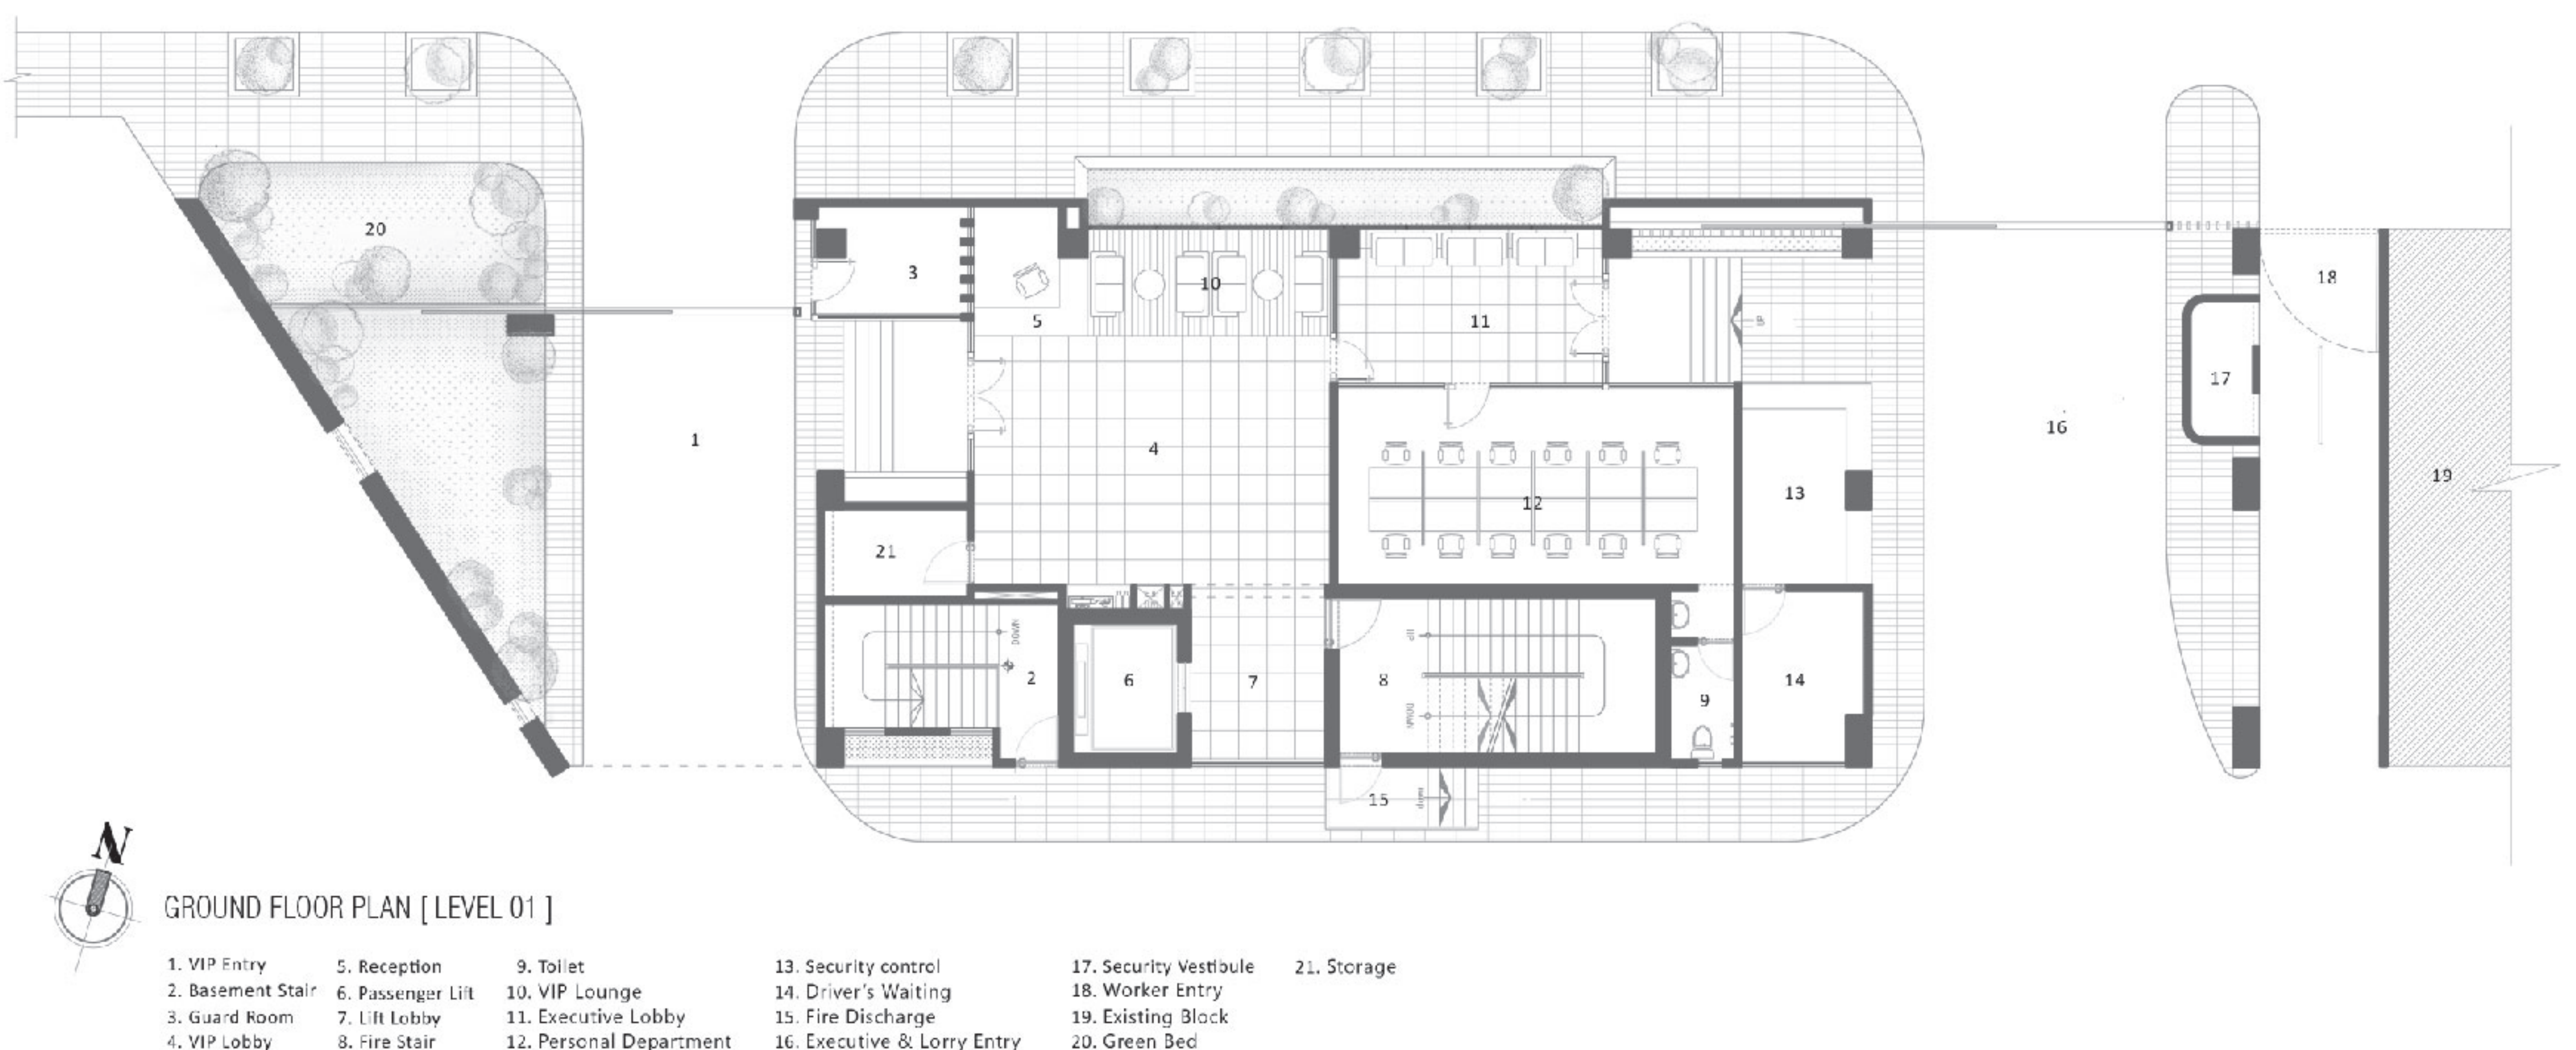 20
3
10
18
5
11
B
17
1
4
16
19
12
13
21
DOWN
UP
2
6
7
8
14
9
DOWN
15
DOWN
N
GROUND FLOOR PLAN [ LEVEL 01 ]
1. VIP Entry
2. Basement Stair
3. Guard Room
4. VIP Lobby
5. Reception
6. Passenger Lift
7. Lift Lobby
8. Fire Stair
9. Toilet
10. VIP Lounge
11. Executive Lobby
12. Personal Department
13. Security control
14. Driver's Waiting
15. Fire Discharge
16. Executive & Lorry Entry
17. Security Vestibule
18. Worker Entry
19. Existing Block
20. Green Bed
21. Storage